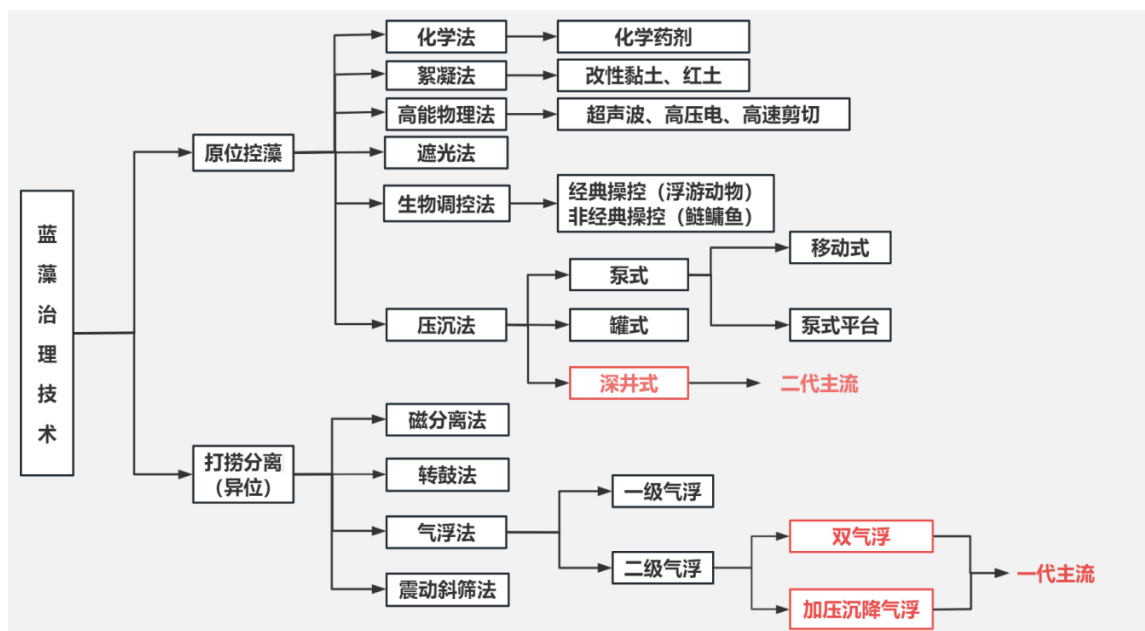 蓝藻治理技术
原位控藻
化学法
化学药剂
絮凝法
改性黏土、红土
高能物理法
超声波、高压电、高速剪切
遮光法
生物调控法
经典操控（浮游动物）
非经典操控（鲢鳙鱼）
压沉法
泵式
移动式
泵式平台
罐式
深井式
二代主流
打捞分离
（异位）
磁分离法
转鼓法
气浮法
一级气浮
二级气浮
双气浮
加压沉降气浮
一代主流
震动斜筛法